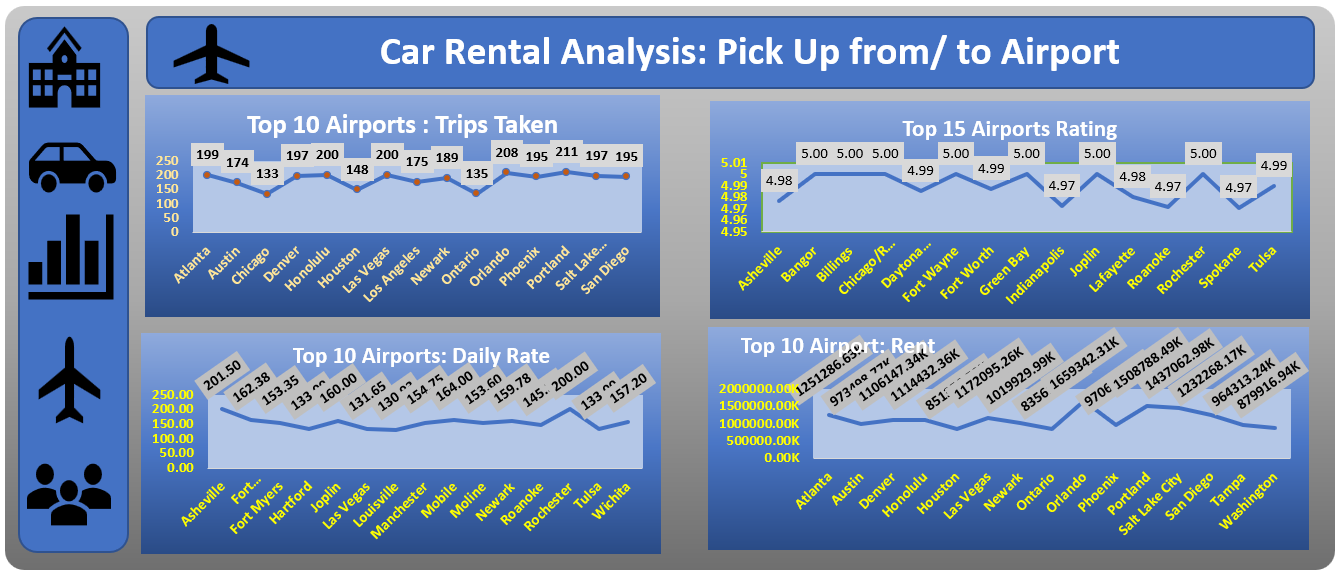 Car Rental Analysis: Pick Up from/ to Airport
Top 10 Airports : Trips Taken
250
200
150
100
50
0
199
174
133
197
200
148
200
175
189
135
208
195
211
197
195
Atlanta
Austin
Chicago
Denver
Honolulu
Houston
Las Vegas
Los Angeles
Newark
Ontario
Orlando
Phoenix
Portland
Salt Lake...
San Diego
Top 15 Airports Rating
5.01
5
4.99
4.98
4.97
4.96
4.95
4.98
5.00
5.00
5.00
4.99
5.00
4.99
5.00
4.97
5.00
4.98
4.97
5.00
4.97
4.99
Asheville
Bangor
Billings
Chicago/R...
Daytona...
Fort Wayne
Fort Worth
Green Bay
Indianapolis
Joplin
Lafayette
Roanoke
Rochester
Spokane
Tulsa
Top 10 Airports: Daily Rate
250.00
200.00
150.00
100.00
50.00
0.00
201.50
162.38
153.35
160.00
131.65
154.75
164.00
153.60
159.78
200.00
157.20
Asheville
Fort...
Fort Myers
Hartford
Joplin
Las Vegas
Louisville
Manchester
Mobile
Moline
Newark
Roanoke
Rochester
Tulsa
Wichita
Top 10 Airport: Rent
2000000.00K
1500000.00K
1000000.00K
500000.00K
0.00K
1106147.34K
1114432.36K
1172095.26K
1019929.99K
1659342.31K
1508788.49K
1437062.98K
1232268.17K
964313.24K
879916.94K
Atlanta
Austin
Denver
Honolulu
Houston
Las Vegas
Newark
Ontario
Orlando
Phoenix
Portland
Salt Lake City
San Diego
Tampa
Washington